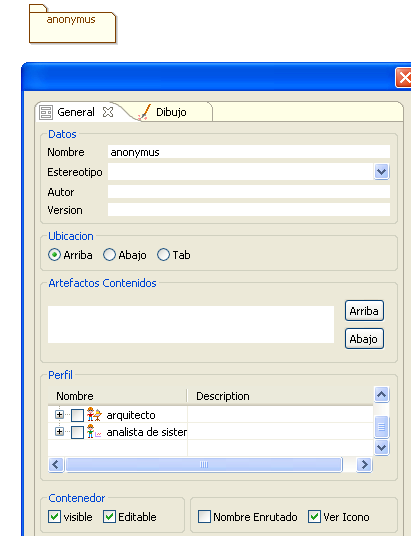 anonymus
General Dibujo
Datos
Nombre anonymus
Estereotipo
Autor
Version
Ubicacion
Arriba Abajo Tab
Artefactos Contenidos
Arriba
Abajo
Perfil
Nombre Description
arquitecto
analista de sister
Contenedor
visible Editable Nombre Enrutado Ver Icono